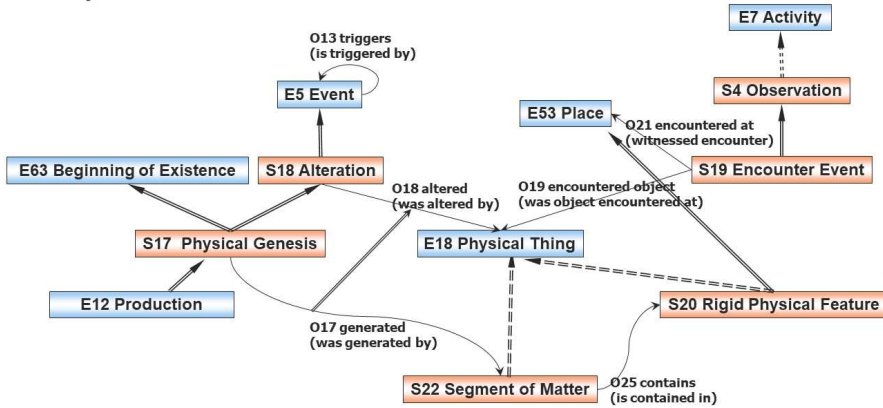 E7 Activity
O13 triggers
(is triggered by)
E5 Event
S4 Observation
E53 Place
O21 encountered at
(witnessed encounter)
E63 Beginning of Existence
S18 Alteration
S19 Encounter Event
O18 altered
(was altered by)
O19 encountered object
(was object encountered at)
S17 Physical Genesis
E18 Physical Thing
E12 Production
S20 Rigid Physical Feature
O17 generated
(was generated by)
S22 Segment of Matter
O25 contains
(is contained in)